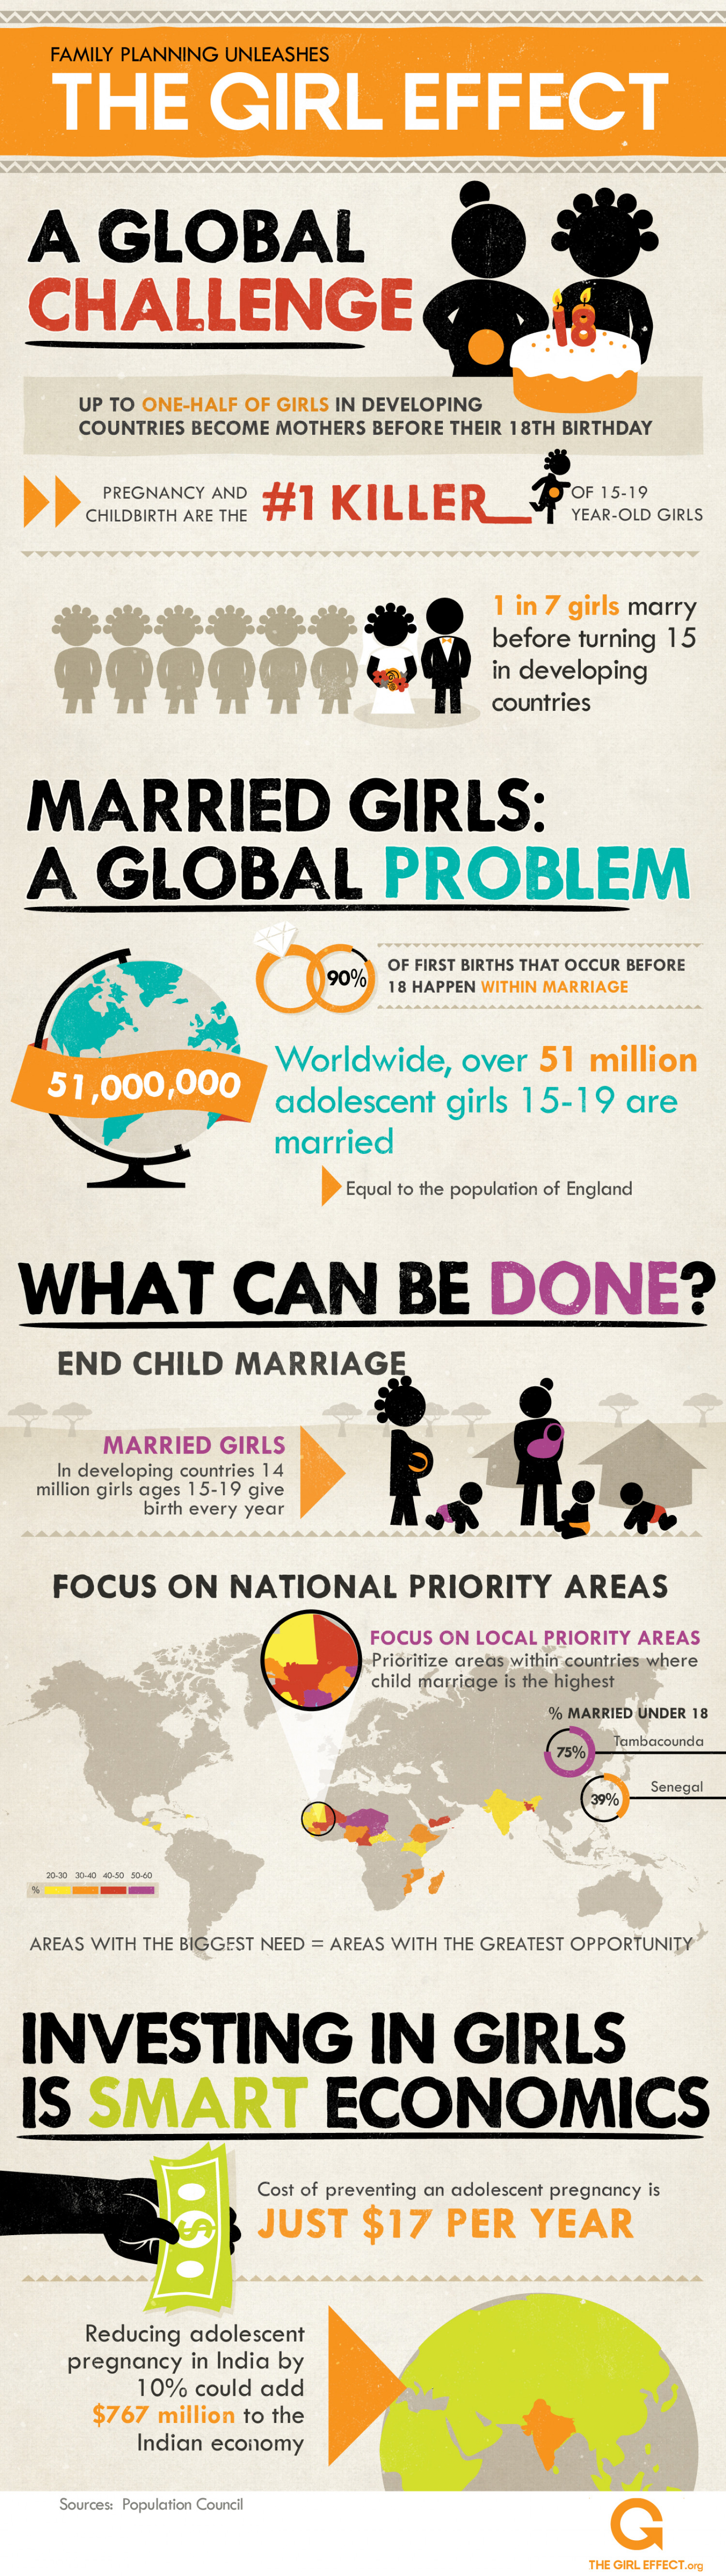 FAMILY PLANNING UNLEASHES
THE GIRL EFFECT
A GLOBAL
CHALLENGE
18
UP TO ONE-HALF OF GIRLS IN DEVELOPING
COUNTRIES BECOME MOTHERS BEFORE THEIR 18TH BIRTHDAY
PREGNANCY AND
CHILDBIRTH ARE THE
#1 KILLER
OF 15-19
YEAR-OLD GIRLS
1 in 7 girls marry
before turning 15
in developing
countries
MARRIED GIRLS:
A GLOBAL PROBLEM
90%
OF FIRST BIRTHS THAT OCCUR BEFORE
18 HAPPEN WITHIN MARRIAGE
51,000,000
Worldwide, over 51 million
adolescent girls 15-19 are
married
Equal to the population of England
WHAT CAN BE DONE?
END CHILD MARRIAGE
MARRIED GIRLS
In developing countries 14
million girls ages 15-19 give
birth every year
FOCUS ON NATIONAL PRIORITY AREAS
FOCUS ON LOCAL PRIORITY AREAS
Prioritize areas within countries where
child marriage is the highest
% MARRIED UNDER 18
75%
Tambacounda
39%
Senegal
20-30 30-40 40-50 50-60
%
AREAS WITH THE BIGGEST NEED = AREAS WITH THE GREATEST OPPORTUNITY
INVESTING IN GIRLS
IS SMART ECONOMICS
$
Cost of preventing an adolescent pregnancy is
JUST $17 PER YEAR
Reducing adolescent
pregnancy in India by
10% could add
$767 million to the
Indian economy
Sources: Population Council
THE GIRL EFFECT.org